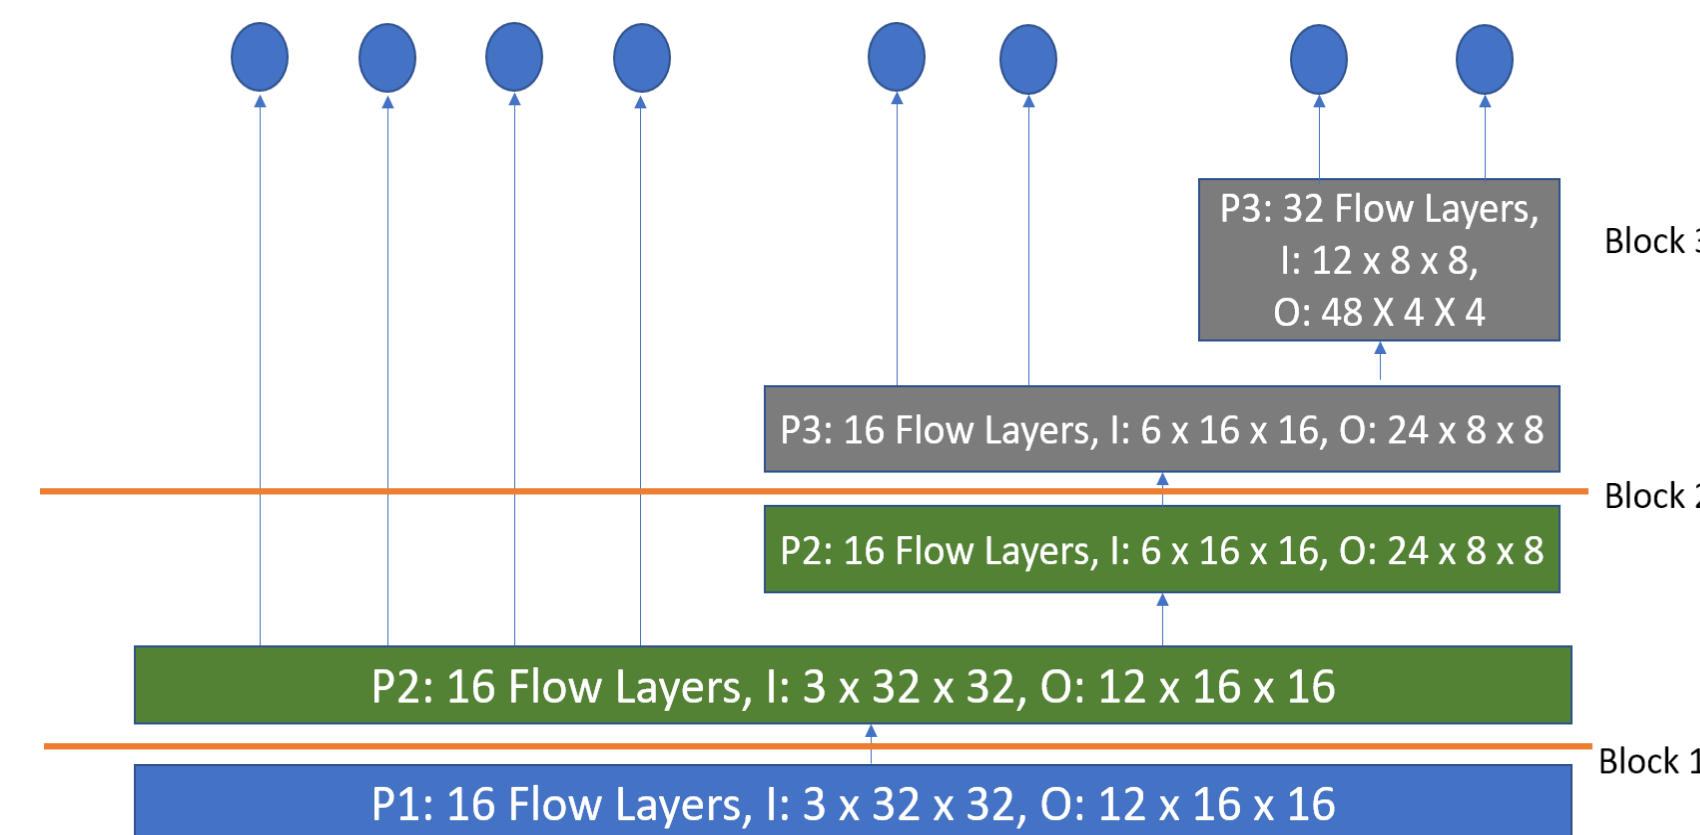 P3: 32 Flow Layers,
I: 12 x 8 x 8,
O: 48 X 4 X 4
Block
P3: 16 Flow Layers, I: 6 x 16 x 16, O: 24 x 8 x 8
Block
P2: 16 Flow Layers, I: 6 x 16 x 16, O: 24 x 8 x 8
P2: 16 Flow Layers, I: 3 x 32 x 32, O: 12 x 16 x 16
Block 1
P1: 16 Flow Layers, I: 3 x 32 x 32, O: 12 x 16 x 16